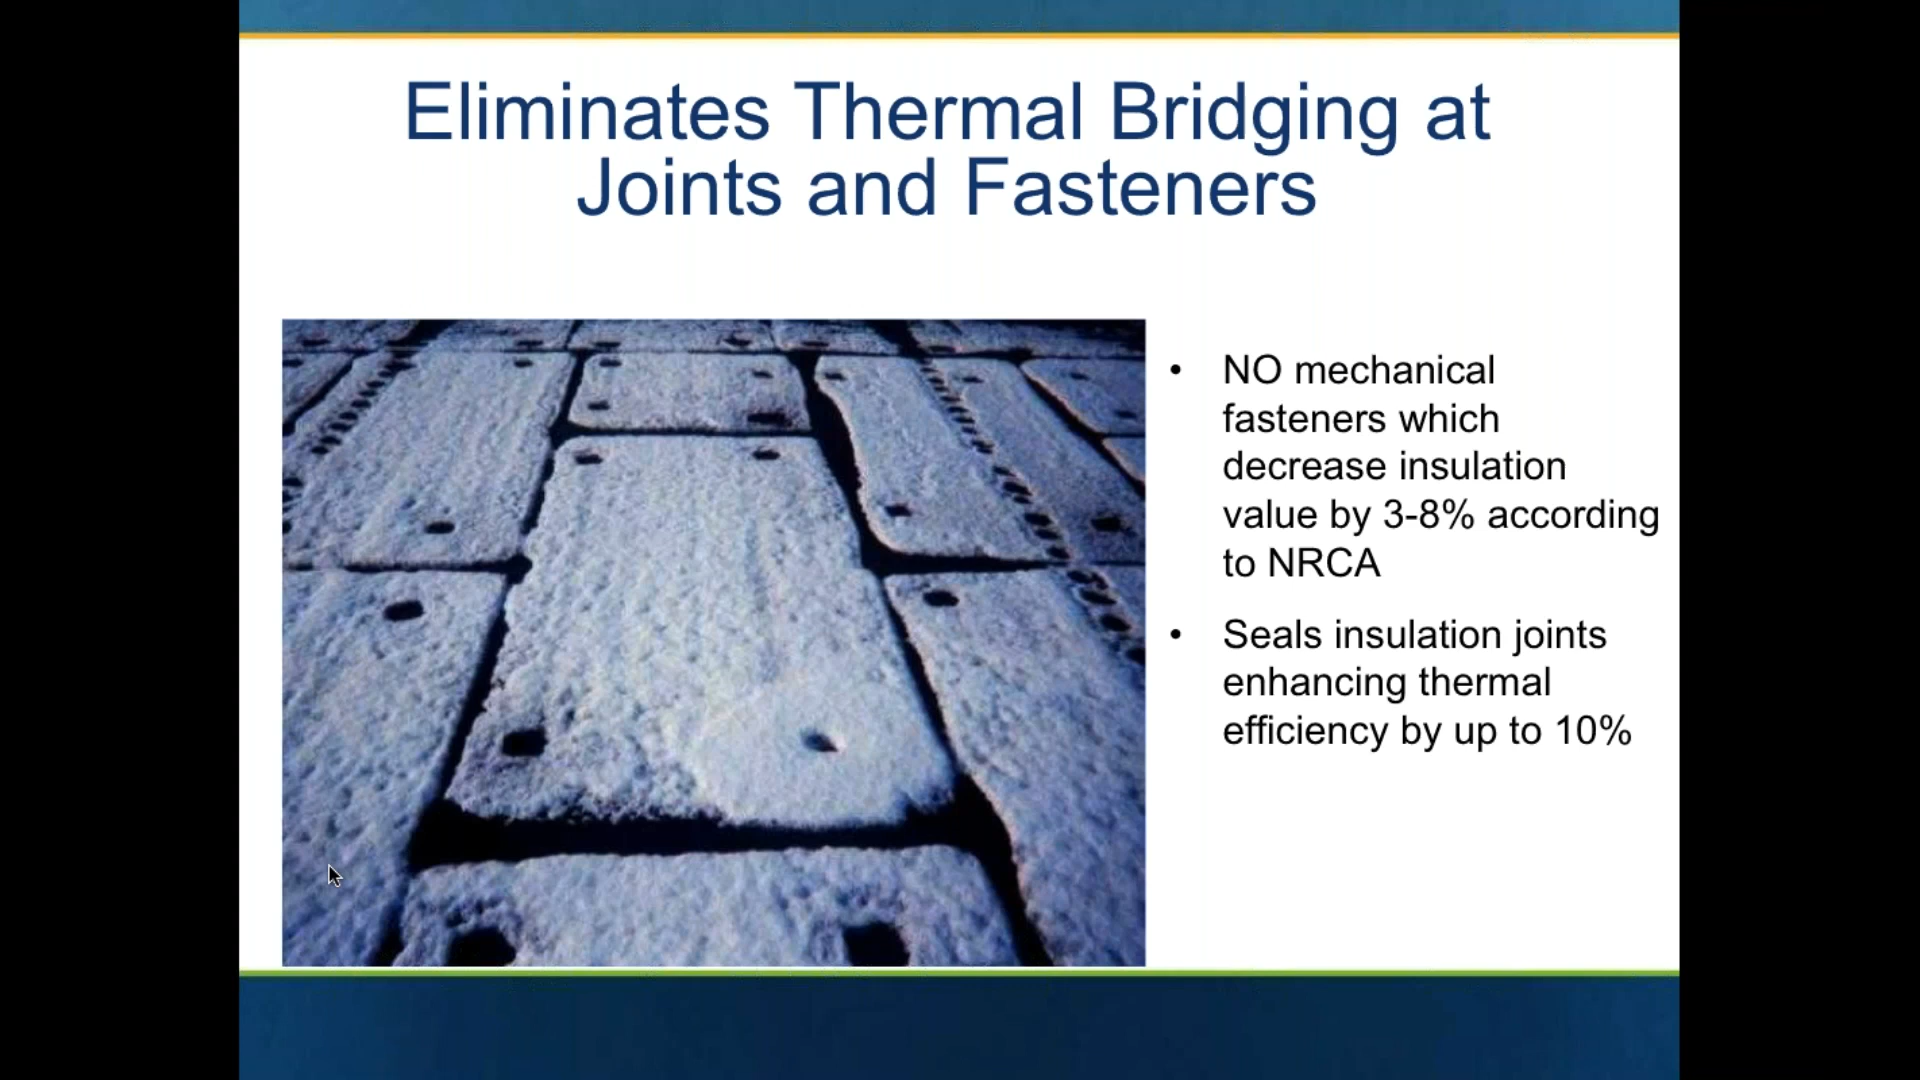 Eliminates Thermal Bridging at
Joints and Fasteners
• NO mechanical
fasteners which
decrease insulation
value by 3-8% according
to NRCA
• Seals insulation joints
enhancing thermal
efficiency by up to 10%